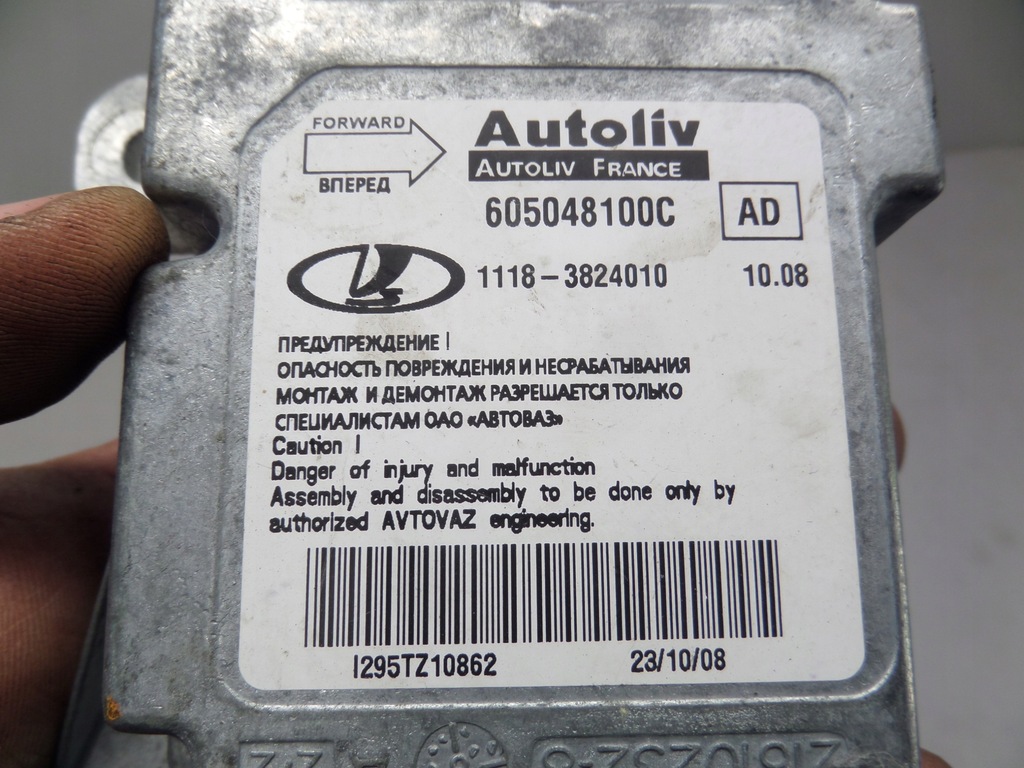 FORWARD
ВПЕРЕД
Autoliv
AUTOLIV FRANCE
605048100C
AD
1118-3824010
10.08
ПРЕДУПРЕЖДЕНИЕ !
ОПАСНОСТЬ ПОВРЕЖДЕНИЯ И НЕСРАБАТЫВАНИЯ
МОНТАЖ И ДЕМОНТАЖ РАЗРЕШАЕТСЯ ТОЛЬКО
СПЕЦИАЛИСТАМ ОАО «АВТОВАЗ»
Caution !
Danger of injury and malfunction
Assembly and disassembly to be done only by
authorized AVTOVAZ engineering.
I295TZ10862
23/10/08